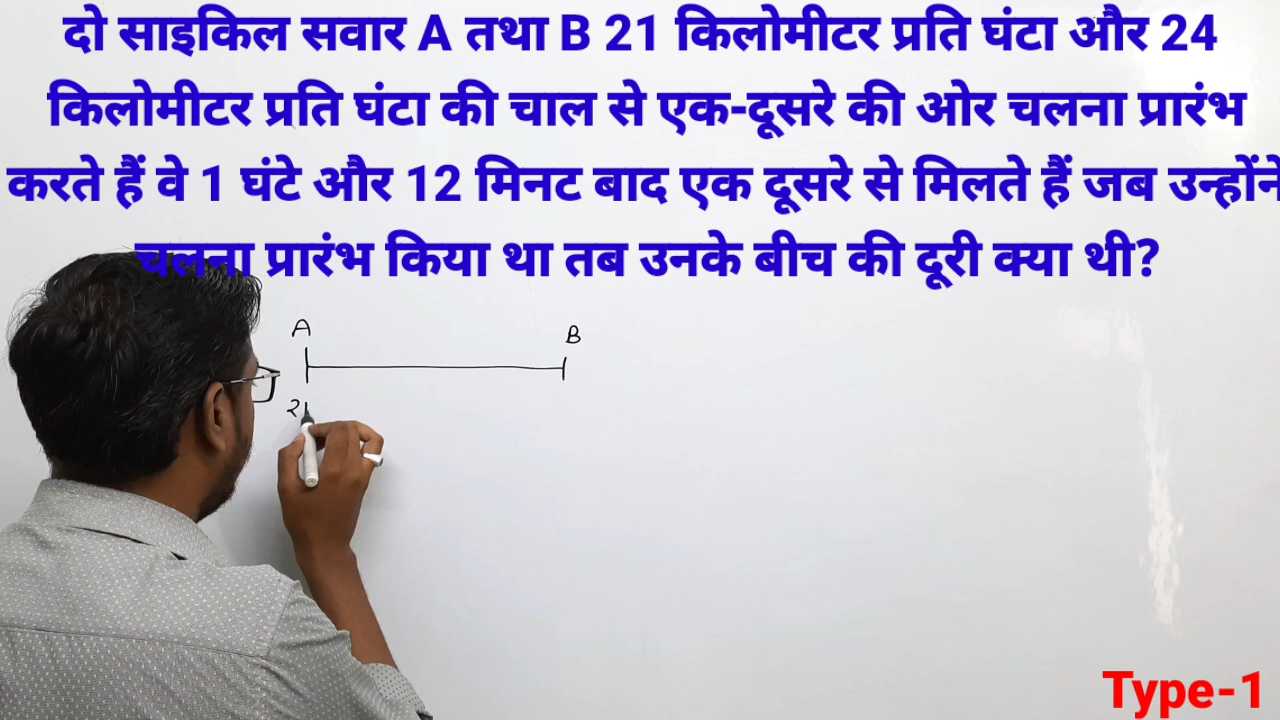 दो साइकिल सवार A तथा B 21 किलोमीटर प्रति घंटा और 24
किलोमीटर प्रति घंटा की चाल से एक-दूसरे की ओर चलना प्रारंभ
करते हैं वे 1 घंटे और 12 मिनट बाद एक दूसरे से मिलते हैं जब उन्होंने
चलना प्रारंभ किया था तब उनके बीच की दूरी क्या थी?
A B
21
Type-1